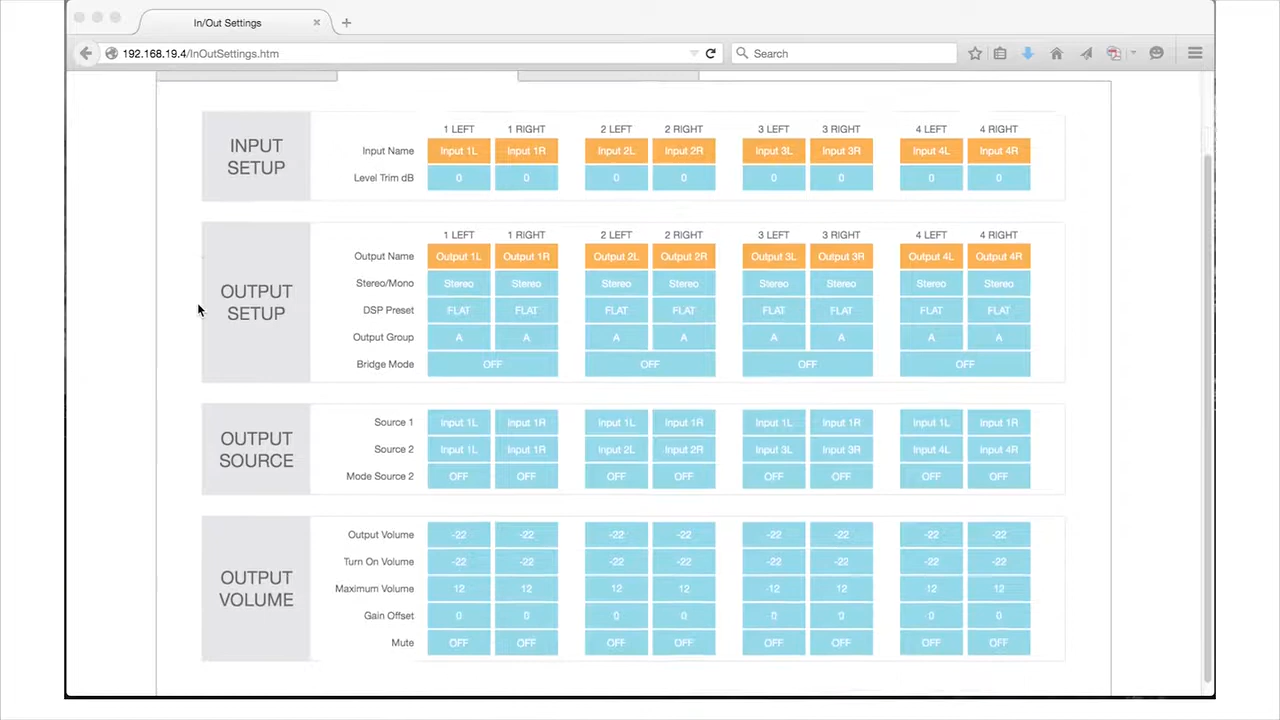 In/Out Settings
192.168.19.4/InOutSettings.htm
Search
INPUT SETUP
1 LEFT 1 RIGHT 2 LEFT 2 RIGHT 3 LEFT 3 RIGHT 4 LEFT 4 RIGHT
Input Name Input 1L Input 1R Input 2L Input 2R Input 3L Input 3R Input 4L Input 4R
Level Trim dB 0 0 0 0 0 0 0 0
OUTPUT SETUP
1 LEFT 1 RIGHT 2 LEFT 2 RIGHT 3 LEFT 3 RIGHT 4 LEFT 4 RIGHT
Output Name Output 1L Output 1R Output 2L Output 2R Output 3L Output 3R Output 4L Output 4R
Stereo/Mono Stereo Stereo Stereo Stereo Stereo Stereo Stereo Stereo
DSP Preset FLAT FLAT FLAT FLAT FLAT FLAT FLAT FLAT
Output Group A A A A A A A A
Bridge Mode OFF OFF OFF OFF
OUTPUT SOURCE
Source 1 Input 1L Input 1R Input 1L Input 1R Input 1L Input 1R Input 1L Input 1R
Source 2 Input 1L Input 1R Input 2L Input 2R Input 3L Input 3R Input 4L Input 4R
Mode Source 2 OFF OFF OFF OFF OFF OFF OFF OFF
OUTPUT VOLUME
Output Volume -22 -22 -22 -22 -22 -22 -22 -22
Turn On Volume -22 -22 -22 -22 -22 -22 -22 -22
Maximum Volume 12 12 12 12 12 12 12 12
Gain Offset 0 0 0 0 0 0 0 0
Mute OFF OFF OFF OFF OFF OFF OFF OFF